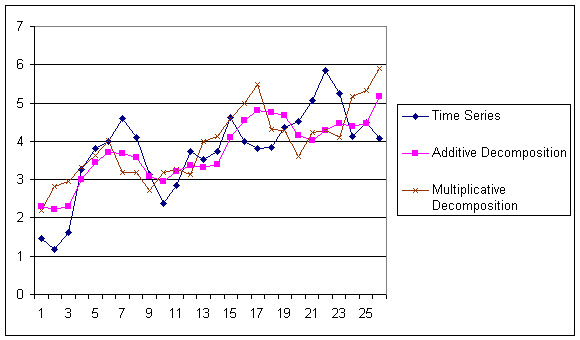 7
6
5
4
3
2
1
0
1 3 5 7 9 11 13 15 17 19 21 23 25
Time Series
Additive Decomposition
Multiplicative
Decomposition